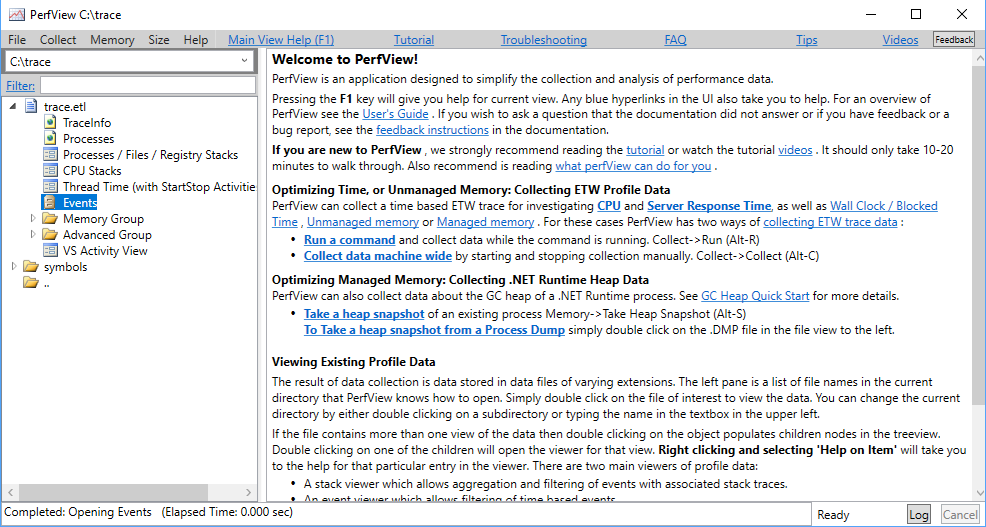 PerfView C:\trace
File Collect Memory Size Help Main View Help (F1) Tutorial Troubleshooting FAQ Tips Videos Feedback
C:\trace
Filter:
trace.etl
TraceInfo
Processes
Processes / Files / Registry Stacks
CPU Stacks
Thread Time (with StartStop Activitie
Events
Memory Group
Advanced Group
VS Activity View
symbols
..
Welcome to PerfView!
PerfView is an application designed to simplify the collection and analysis of performance data.
Pressing the F1 key will give you help for current view. Any blue hyperlinks in the UI also take you to help. For an overview of
PerfView see the User's Guide . If you wish to ask a question that the documentation did not answer or if you have feedback or a
bug report, see the feedback instructions in the documentation.
If you are new to PerfView , we strongly recommend reading the tutorial or watch the tutorial videos . It should only take 10-20
minutes to walk through. Also recommend is reading what perfView can do for you .
Optimizing Time, or Unmanaged Memory: Collecting ETW Profile Data
PerfView can collect a time based ETW trace for investigating CPU and Server Response Time, as well as Wall Clock / Blocked
Time , Unmanaged memory or Managed memory . For these cases PerfView has two ways of collecting ETW trace data :
• Run a command and collect data while the command is running. Collect->Run (Alt-R)
• Collect data machine wide by starting and stopping collection manually. Collect->Collect (Alt-C)
Optimizing Managed Memory: Collecting .NET Runtime Heap Data
PerfView can also collect data about the GC heap of a .NET Runtime process. See GC Heap Quick Start for more details.
• Take a heap snapshot of an existing process Memory->Take Heap Snapshot (Alt-S)
To Take a heap snapshot from a Process Dump simply double click on the .DMP file in the file view to the left.
Viewing Existing Profile Data
The result of data collection is data stored in data files of varying extensions. The left pane is a list of file names in the current
directory that PerfView knows how to open. Simply double click on the file of interest to view the data. You can change the current
directory by either double clicking on a subdirectory or typing the name in the textbox in the upper left.
If the file contains more than one view of the data then double clicking on the object populates children nodes in the treeview.
Double clicking on one of the children will open the viewer for that view. Right clicking and selecting 'Help on Item' will take you
to the help for that particular entry in the viewer. There are two main viewers of profile data:
• A stack viewer which allows aggregation and filtering of events with associated stack traces.
• An event viewer which allows filtering of time based events.
Completed: Opening Events (Elapsed Time: 0.000 sec) Ready Log Cancel